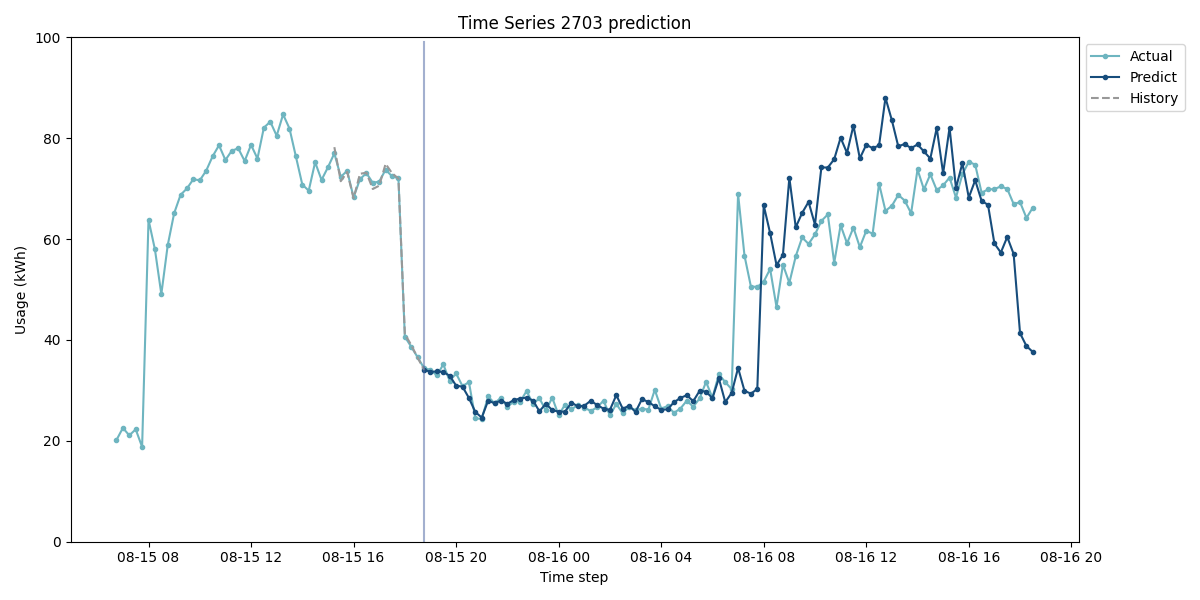 Time Series 2703 prediction
100
80
60
40
20
0
Usage (kWh)
08-15 08
08-15 12
08-15 16
08-15 20
08-16 00
08-16 04
08-16 08
08-16 12
08-16 16
08-16 20
Time step
Actual
Predict
History